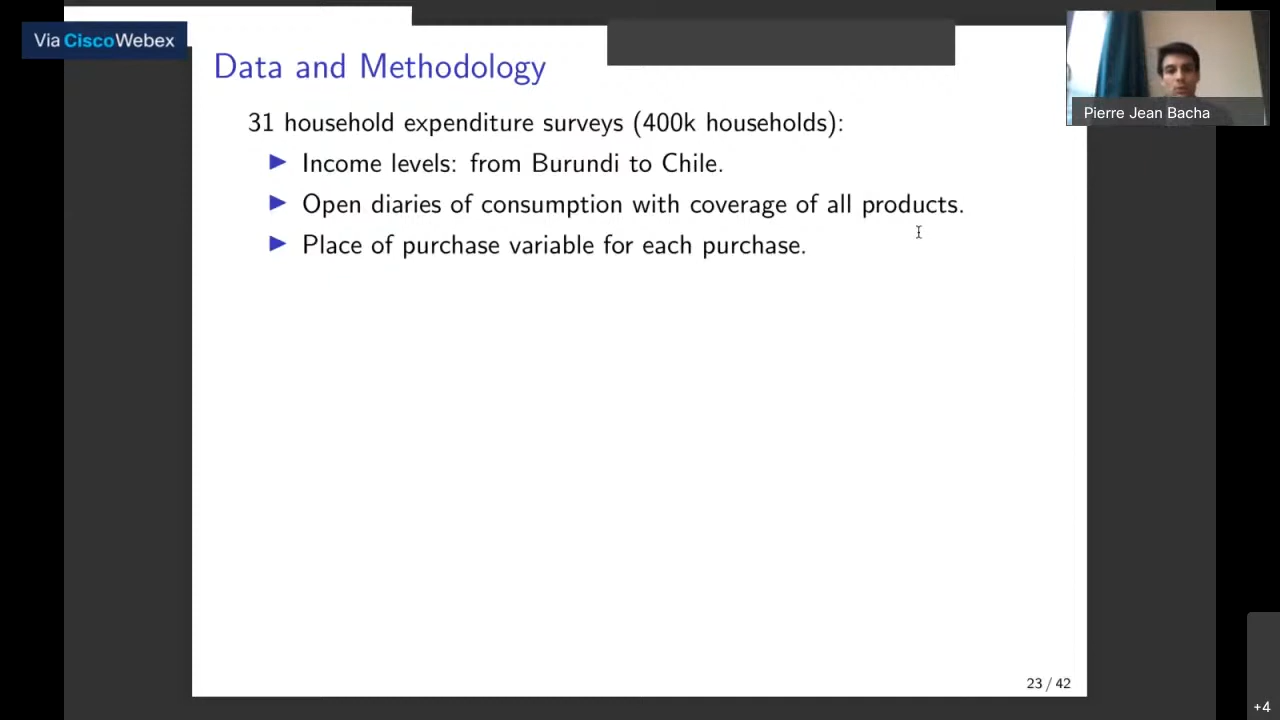 Via CiscoWebex
Data and Methodology
Pierre Jean Bacha
31 household expenditure surveys (400k households):
Income levels: from Burundi to Chile.
Open diaries of consumption with coverage of all products.
Place of purchase variable for each purchase.
23 / 42
+4